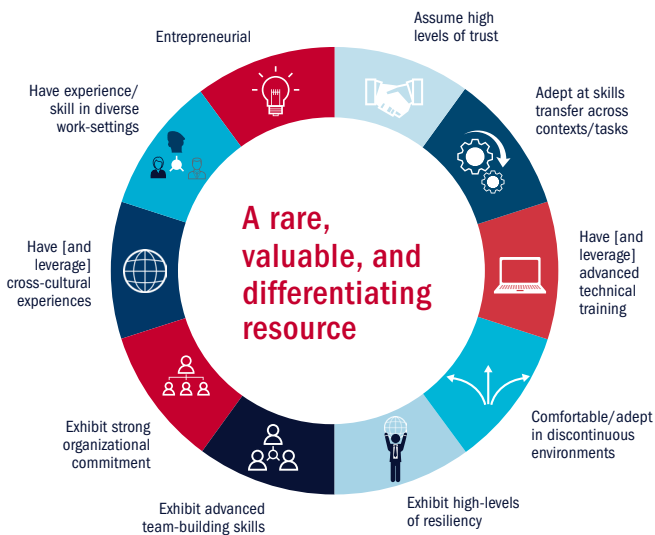 Entrepreneurial
Assume high
levels of trust
Adept at skills
transfer across
contexts/tasks
Have [and
leverage]
advanced
technical
training
Comfortable/adept
in discontinuous
environments
Exhibit high-levels
of resiliency
Exhibit advanced
team-building skills
Exhibit strong
organizational
commitment
Have [and
leverage]
cross-cultural
experiences
Have experience/
skill in diverse
work-settings
A rare,
valuable, and
differentiating
resource